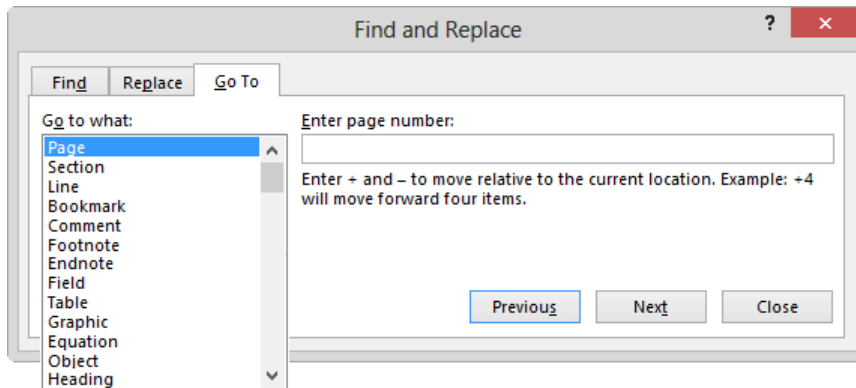 Find and Replace
?
Find
Replace
Go To
Go to what:
Page
Section
Line
Bookmark
Comment
Footnote
Endnote
Field
Table
Graphic
Equation
Object
Heading
Enter page number:
Enter + and – to move relative to the current location. Example: +4
will move forward four items.
Previous
Next
Close